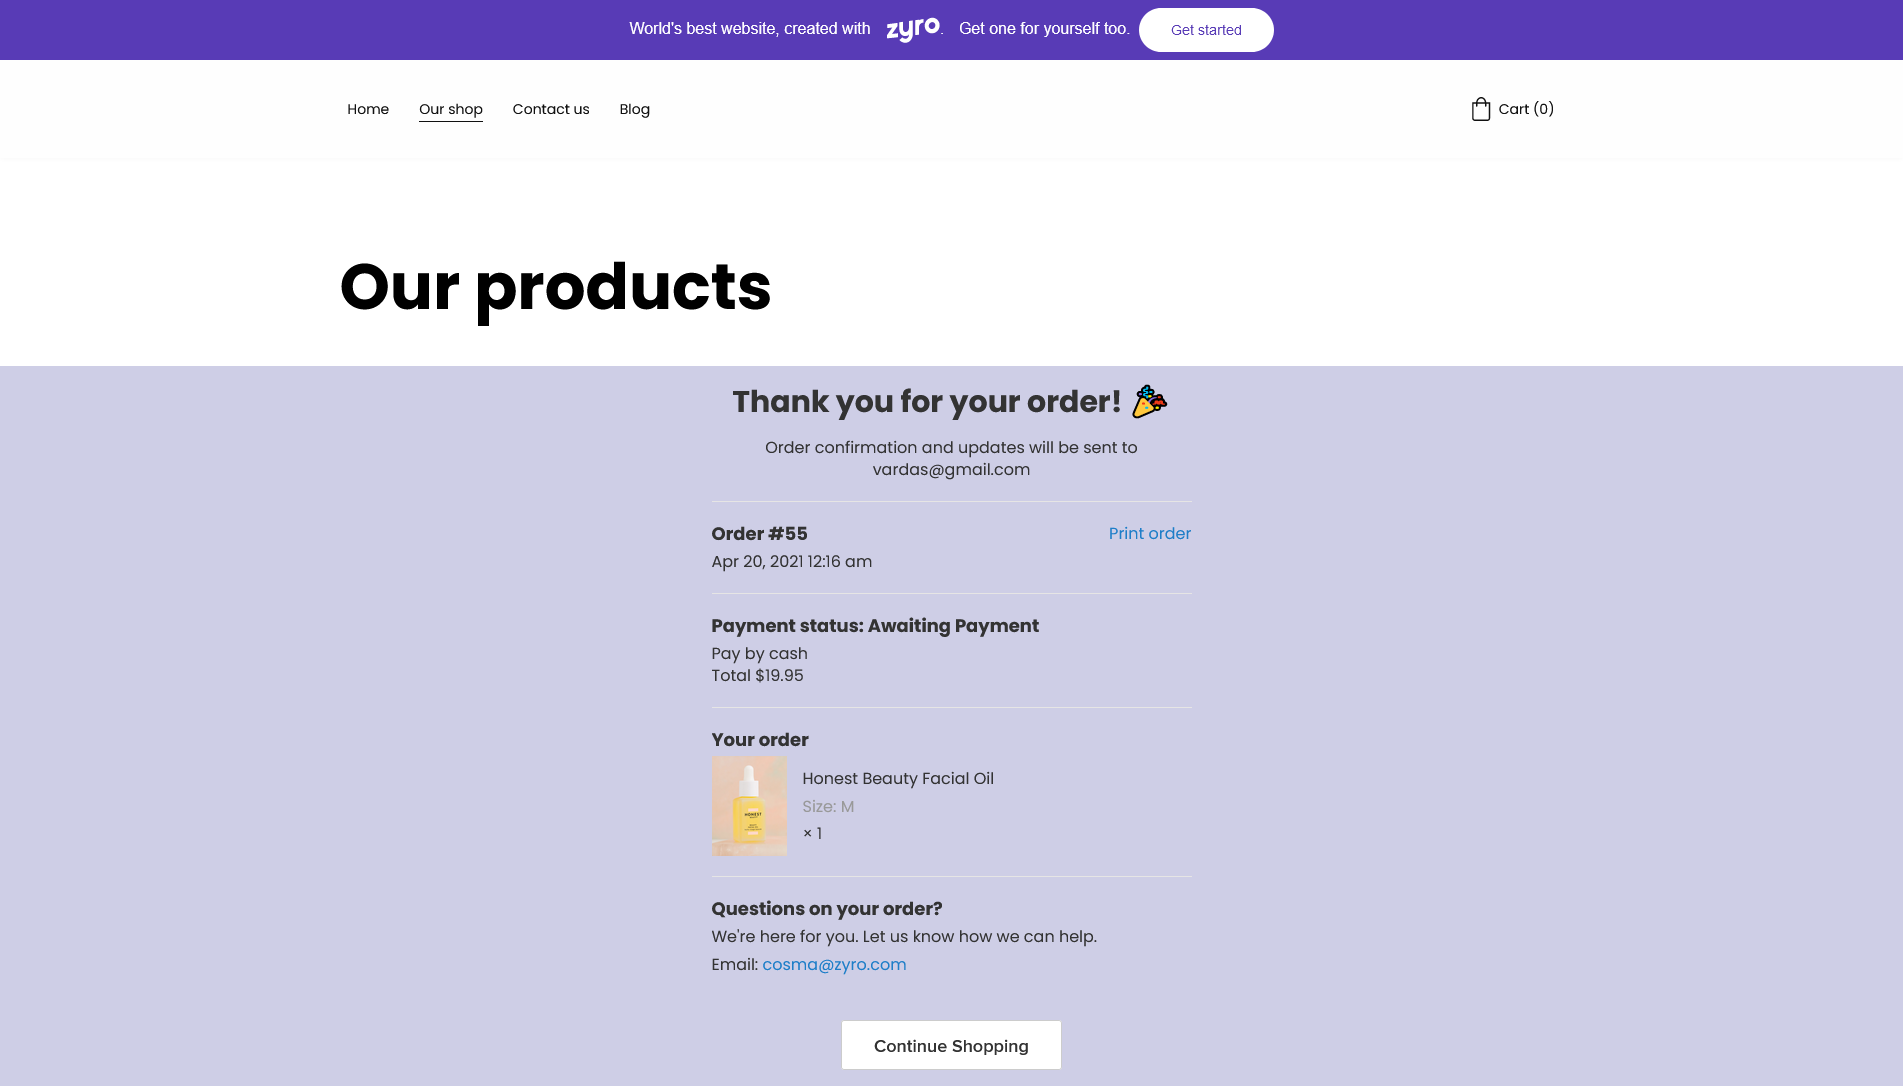 World's best website, created with zyro. Get one for yourself too. Get started
Home Our shop Contact us Blog Cart (0)
Our products
Thank you for your order!
Order confirmation and updates will be sent to
vardas@gmail.com
Order #55 Print order
Apr 20, 2021 12:16 am
Payment status: Awaiting Payment
Pay by cash
Total $19.95
Your order
HONEST
Honest Beauty Facial Oil
Size: M
× 1
Questions on your order?
We're here for you. Let us know how we can help.
Email: cosma@zyro.com
Continue Shopping